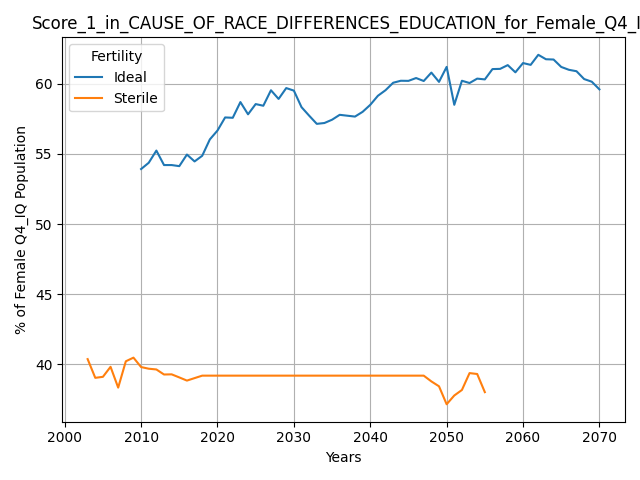 Score_1_in_CAUSE_OF_RACE_DIFFERENCES_EDUCATION_for_Female_Q4_I
Fertility
Ideal
Sterile
% of Female Q4_IQ Population
60
55
50
45
40
2000 2010 2020 2030 2040 2050 2060 2070
Years